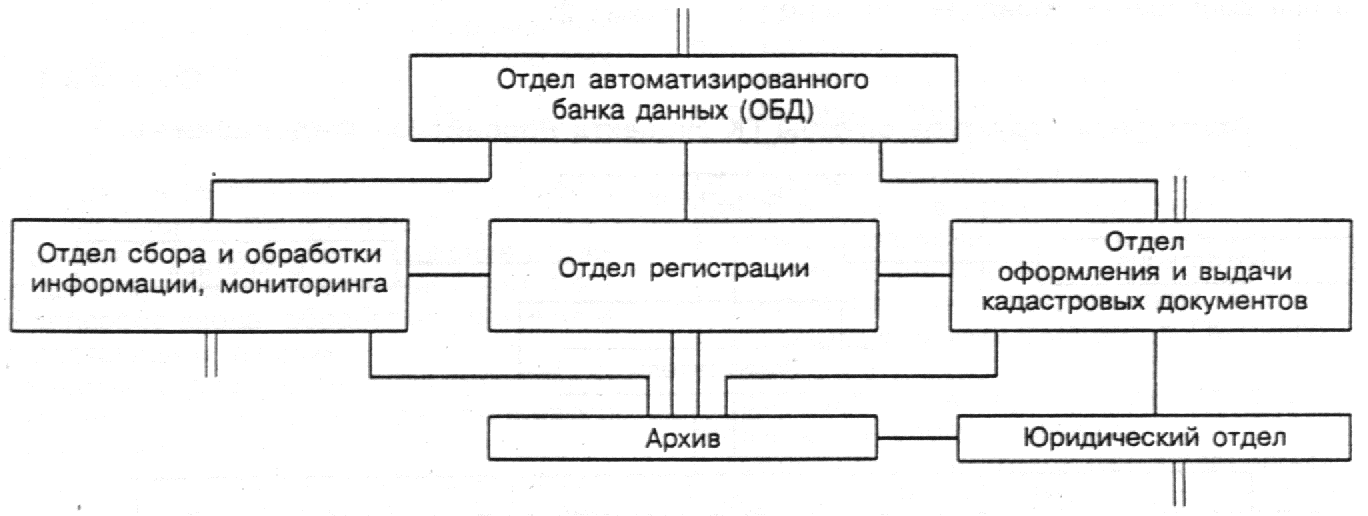 Отдел автоматизированного
банка данных (ОБД)
Отдел сбора и обработки
информации, мониторинга
Отдел регистрации
Отдел
оформления и выдачи
кадастровых документов
Архив
Юридический отдел